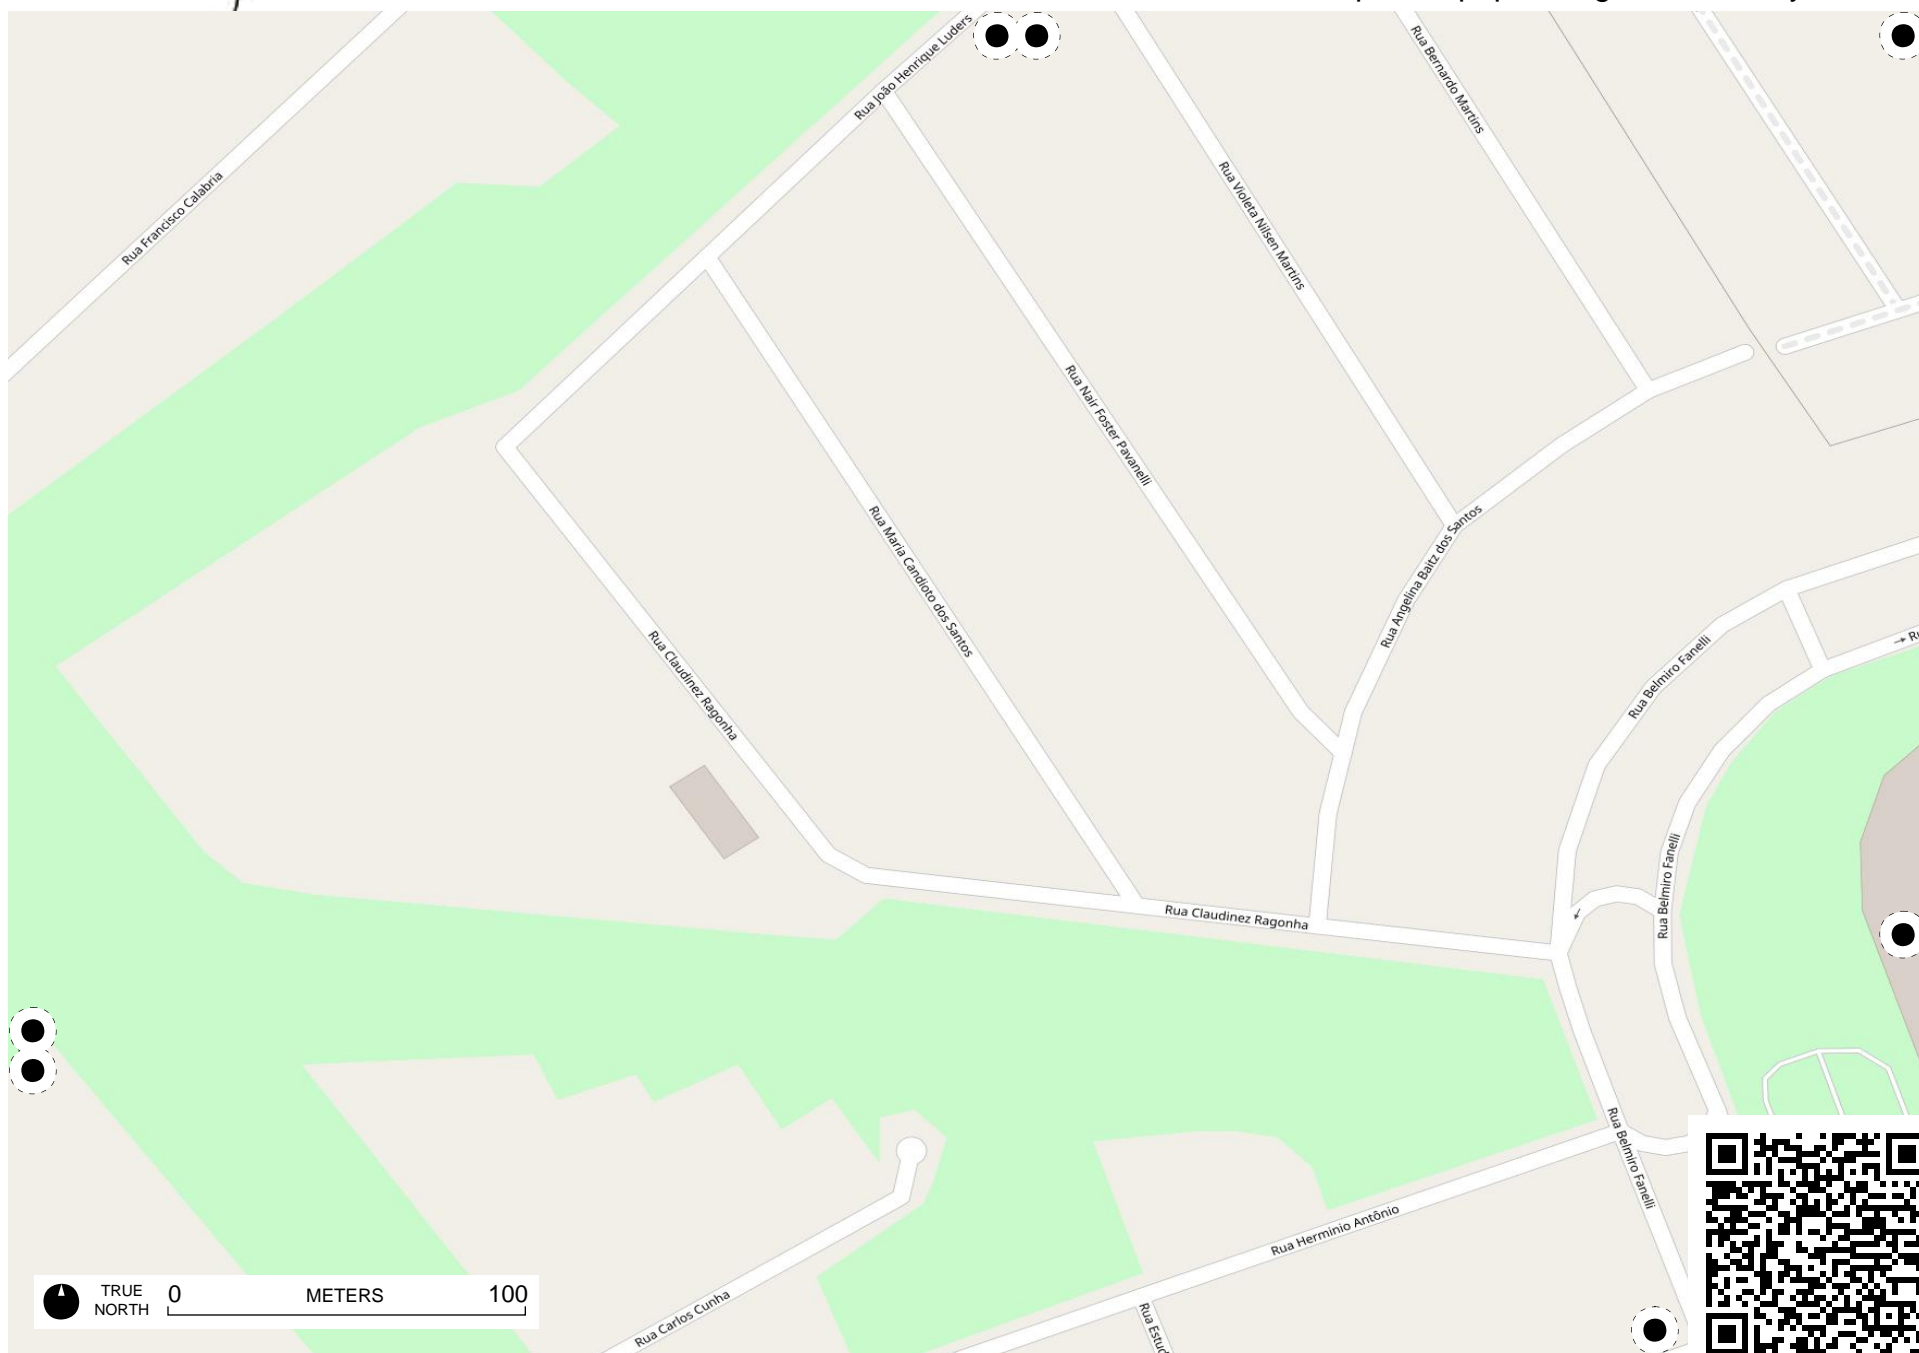 Rua João Henrique Luders
Rua Bernardo Martins
Rua Francisco Calabria
Rua Violeta Nilsen Martins
Rua Nair Foster Pavanelli
Rua Maria Candioto dos Santos
Rua Angelina Baitz dos Santos
Rua Claudinez Ragonha
Rua Belmiro Fanelli
Rua Belmiro Fanelli
Rua Claudinez Ragonha
Rua Belmiro Fanelli
Rua Herminio Antônio
Rua Carlos Cunha
Rua
TRUE NORTH
0 METERS 100